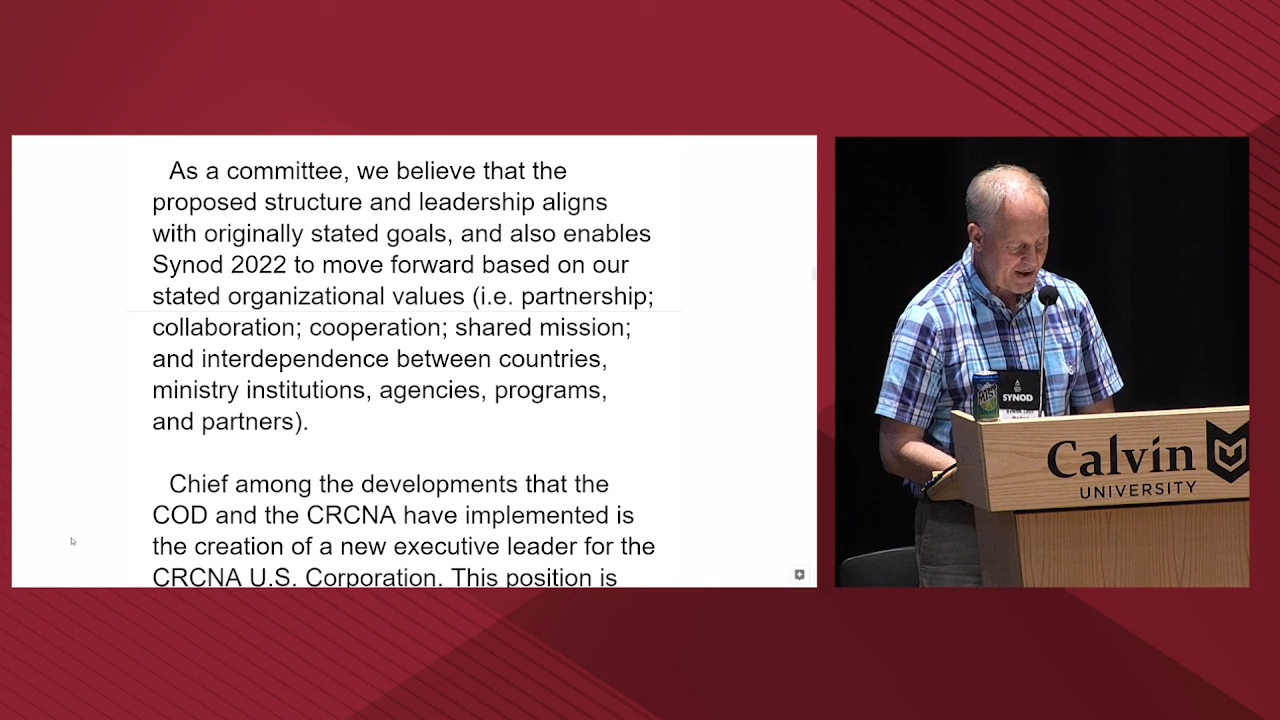 As a committee, we believe that the
proposed structure and leadership aligns
with originally stated goals, and also enables
Synod 2022 to move forward based on our
stated organizational values (i.e. partnership;
collaboration; cooperation; shared mission;
and interdependence between countries,
ministry institutions, agencies, programs,
and partners).
Chief among the developments that the
COD and the CRCNA have implemented is
the creation of a new executive leader for the
CRCNA U.S. Corporation. This position is
MIST
SYNOD
Calvin
UNIVERSITY